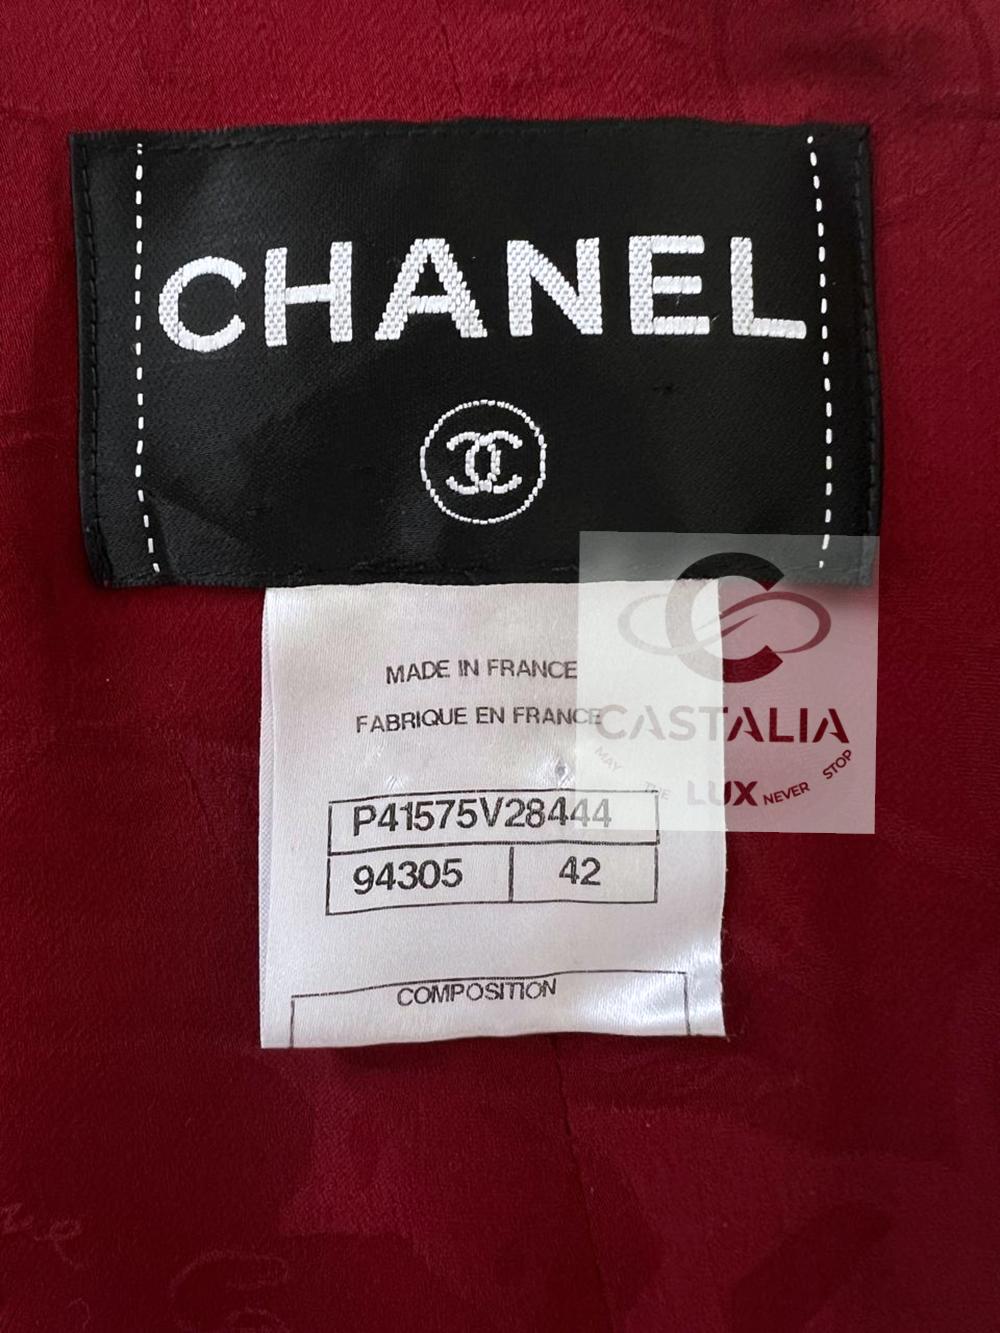 CHANEL
MADE IN FRANCE
FABRIQUE EN FRANCE
CASTALIA
MAY THE LUX NEVER STOP
P41575V28444
94305 42
COMPOSITION